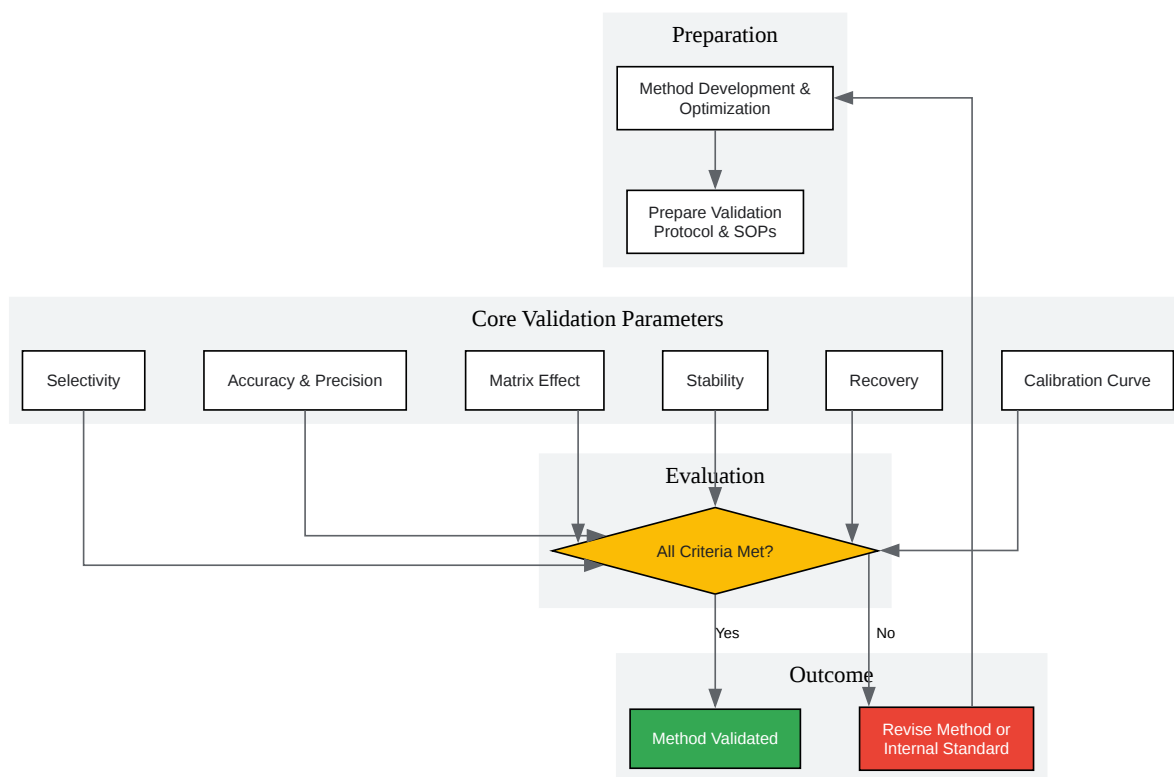 Preparation
Method Development &
Optimization
Prepare Validation
Protocol & SOPs
Core Validation Parameters
Selectivity
Accuracy & Precision
Matrix Effect
Stability
Recovery
Calibration Curve
Evaluation
All Criteria Met?
Yes
No
Outcome
Method Validated
Revise Method or
Internal Standard